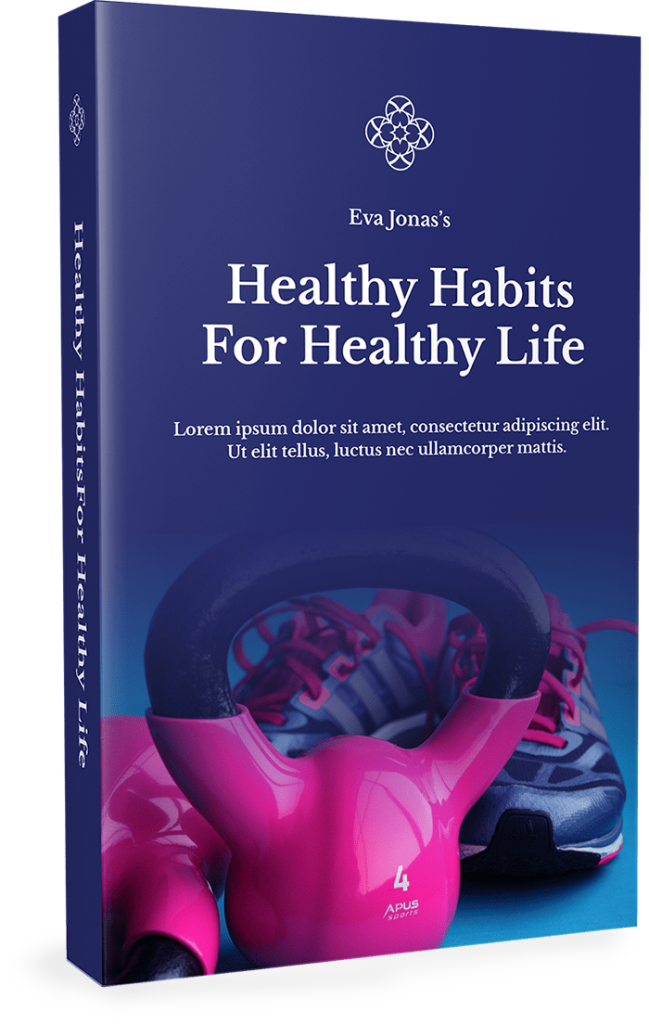 Healthy HabitsFor Healthy Life
Eva Jonas’s
Healthy Habits
For Healthy Life
Lorem ipsum dolor sit amet, consectetur adipiscing elit.
Ut elit tellus, luctus nec ullamcorper mattis.
4
APUS
sports